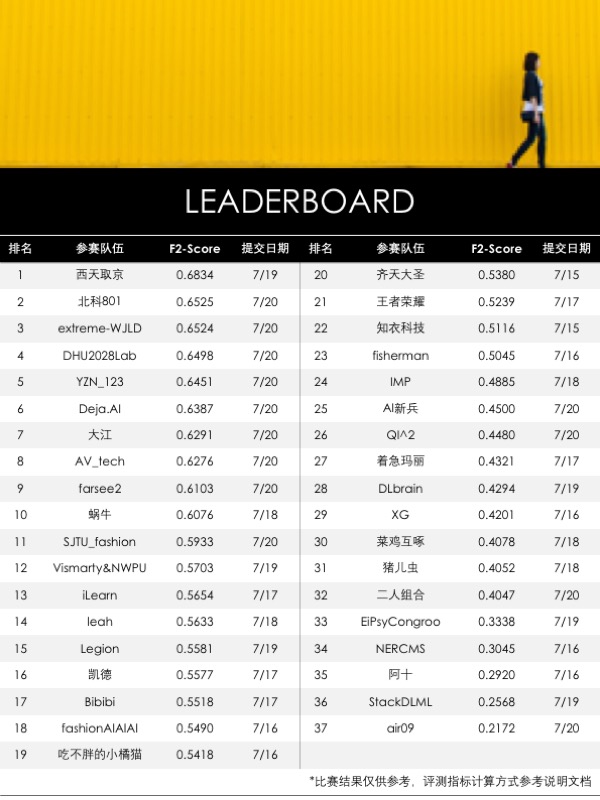 LEADERBOARD
排名 参赛队伍 F2-Score 提交日期 排名 参赛队伍 F2-Score 提交日期
1 西天取京 0.6834 7/19 20 齐天大圣 0.5380 7/15
2 北科801 0.6525 7/20 21 王者荣耀 0.5239 7/17
3 extreme-WJLD 0.6524 7/20 22 知衣科技 0.5116 7/15
4 DHU2028Lab 0.6498 7/20 23 fisherman 0.5045 7/16
5 YZN_123 0.6451 7/20 24 IMP 0.4885 7/18
6 Deja.AI 0.6387 7/20 25 AI新兵 0.4500 7/20
7 大江 0.6291 7/20 26 QI^2 0.4480 7/20
8 AV_tech 0.6276 7/20 27 着急玛丽 0.4321 7/17
9 farsee2 0.6103 7/20 28 DLbrain 0.4294 7/19
10 蜗牛 0.6076 7/18 29 XG 0.4201 7/16
11 SJTU_fashion 0.5933 7/20 30 菜鸡互啄 0.4078 7/18
12 Vismarty&NWPU 0.5703 7/19 31 猪儿虫 0.4052 7/18
13 iLearn 0.5654 7/17 32 二人组合 0.4047 7/20
14 leah 0.5633 7/18 33 EiPsyCongroo 0.3338 7/19
15 Legion 0.5581 7/19 34 NERCMS 0.3045 7/16
16 凯德 0.5577 7/17 35 阿十 0.2920 7/16
17 Bibibi 0.5518 7/17 36 StackDLML 0.2568 7/19
18 fashionAIAIAI 0.5490 7/16 37 air09 0.2172 7/20
19 吃不胖的小橘猫 0.5418 7/16
*比赛结果仅供参考，评测指标计算方式参考说明文档